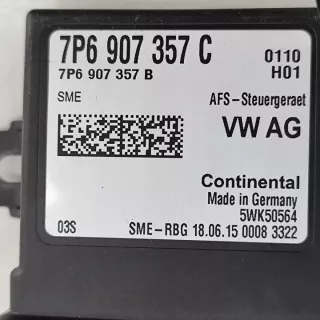 7P6 907 357 C 0110
7P6 907 357 B H01
SME AFS-Steuergeraet
VW AG
Continental
Made in Germany
5WK50564
03S SME-RBG 18.06.15 0008 3322